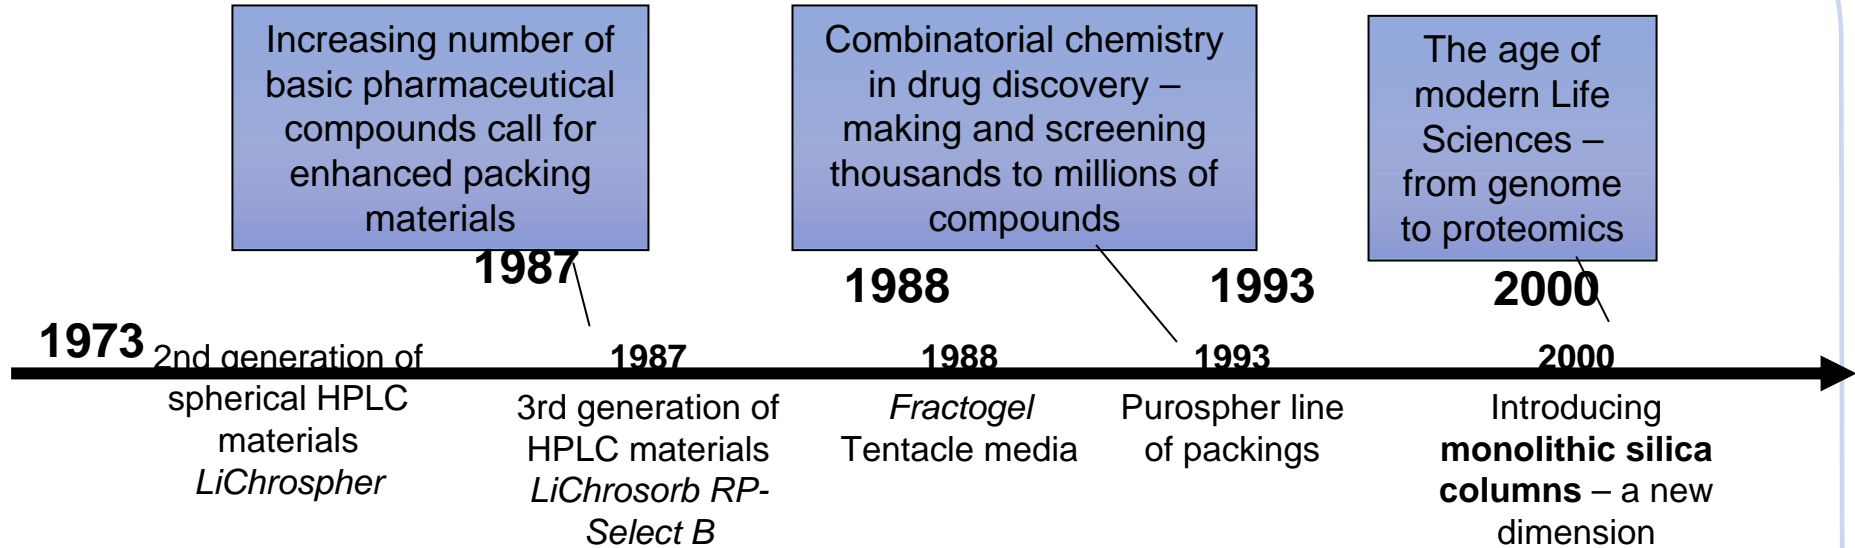 Increasing number of
basic pharmaceutical
compounds call for
enhanced packing
materials
Combinatorial chemistry
in drug discovery –
making and screening
thousands to millions of
compounds
The age of
modern Life
Sciences –
from genome
to proteomics
1987
1988
1993
2000
1973
2nd generation of
spherical HPLC
materials
LiChrospher
1987
3rd generation of
HPLC materials
LiChrosorb RP-
Select B
1988
Fractogel
Tentacle media
1993
Purospher line
of packings
2000
Introducing
monolithic silica
columns – a new
dimension